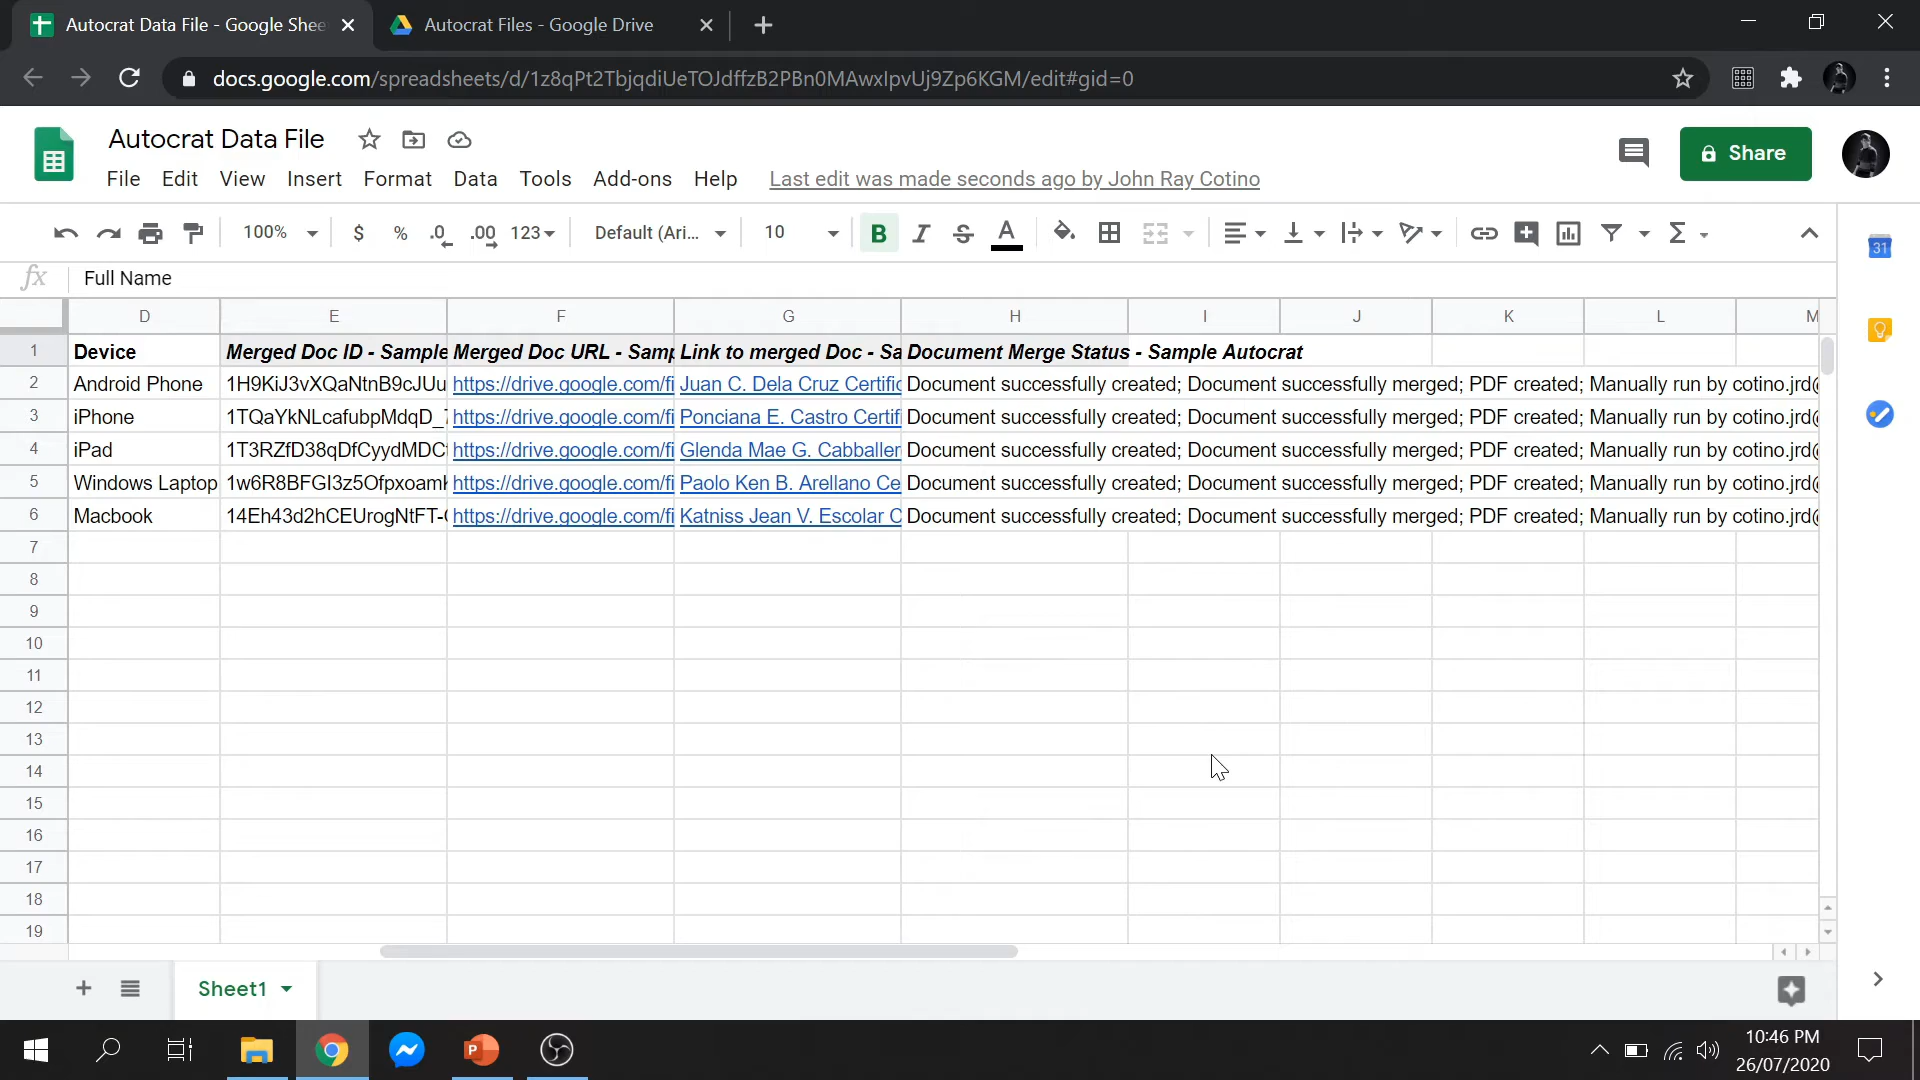 Autocrat Data File - Google Shee
Autocrat Files - Google Drive
docs.google.com/spreadsheets/d/1z8qPt2TbjqdiUeTOJdffzB2PBn0MAwxIpvUj9Zp6KGM/edit#gid=0
Autocrat Data File
Share
File Edit View Insert Format Data Tools Add-ons Help Last edit was made seconds ago by John Ray Cotino
100% $ % .0 .00 123 Default (Ari... 10 B I S A Σ
31
fx Full Name
D E F G H I J K L M
1 Device Merged Doc ID - Sample Merged Doc URL - Samp Link to merged Doc - Sa Document Merge Status - Sample Autocrat
2 Android Phone 1H9KiJ3vXQaNtnB9cJUu https://drive.google.com/fi Juan C. Dela Cruz Certific Document successfully created; Document successfully merged; PDF created; Manually run by cotino.jrd@
3 iPhone 1TQaYkNLcafubpMdqD_7 https://drive.google.com/fi Ponciana E. Castro Certif Document successfully created; Document successfully merged; PDF created; Manually run by cotino.jrd@
4 iPad 1T3RZfD38qDfCyydMDC https://drive.google.com/fi Glenda Mae G. Cabballer Document successfully created; Document successfully merged; PDF created; Manually run by cotino.jrd@
5 Windows Laptop 1w6R8BFGI3z5Ofpxoam https://drive.google.com/fi Paolo Ken B. Arellano Ce Document successfully created; Document successfully merged; PDF created; Manually run by cotino.jrd@
6 Macbook 14Eh43d2hCEUrogNtFT- https://drive.google.com/fi Katniss Jean V. Escolar C Document successfully created; Document successfully merged; PDF created; Manually run by cotino.jrd@
7
8
9
10
11
12
13
14
15
16
17
18
19
Sheet1
10:46 PM
26/07/2020